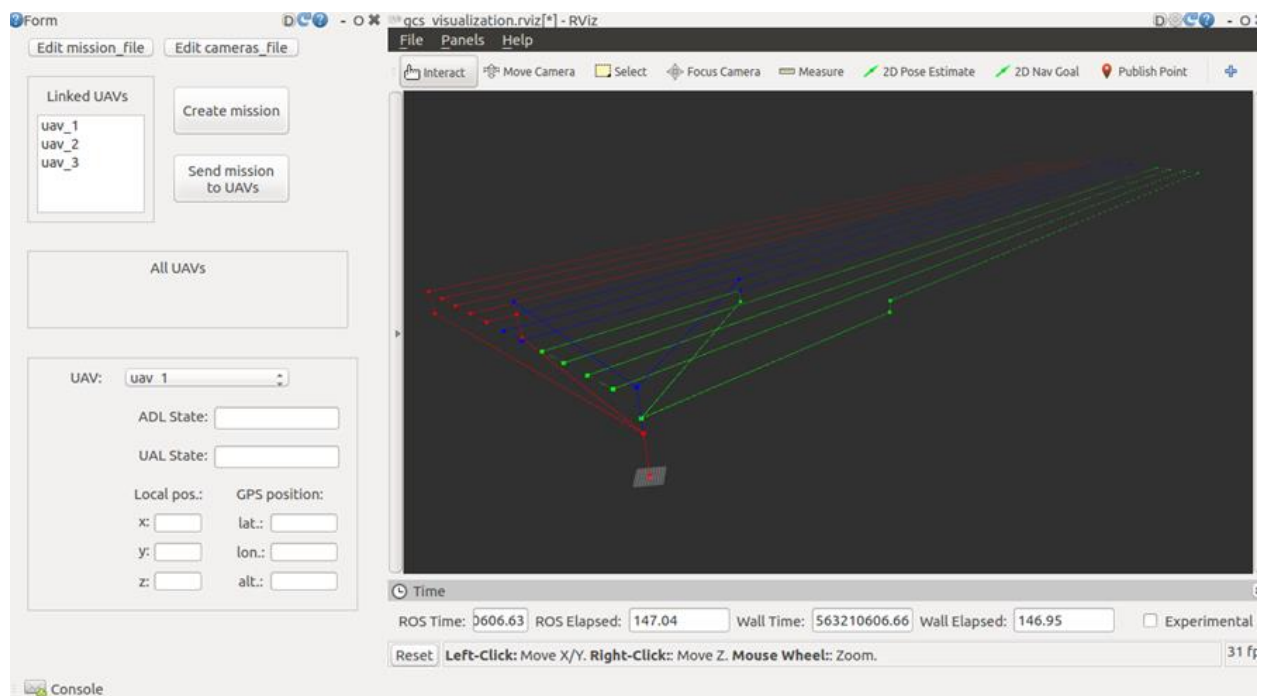 Form
D
Edit mission_file
Edit cameras_file
Linked UAVs
uav_1
uav_2
uav_3
Create mission
Send mission
to UAVs
All UAVs
UAV:
uav_1
ADL State:
UAL State:
Local pos.:
GPS position:
x:
lat.:
y:
lon.:
z:
alt.:
Console
gcs_visualization.rviz[*] - RViz
D
File Panels Help
Interact
Move Camera
Select
Focus Camera
Measure
2D Pose Estimate
2D Nav Goal
Publish Point
Time
ROS Time: 0606.63 ROS Elapsed: 147.04 Wall Time: 563210606.66 Wall Elapsed: 146.95 Experimental
Reset Left-Click: Move X/Y. Right-Click:: Move Z. Mouse Wheel:: Zoom.
31